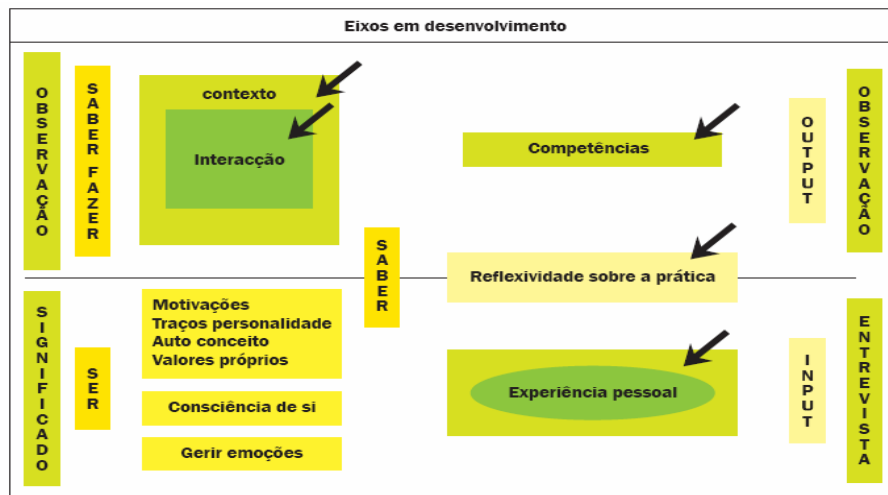 Eixos em desenvolvimento
OBSERVAÇÃO
SABER FAZER
contexto
Interacção
Competências
OUTPUT
OBSERVAÇÃO
SABER
Reflexividade sobre a prática
SIGNIFICADO
SER
Motivações
Traços personalidade
Auto conceito
Valores próprios
Consciência de si
Gerir emoções
Experiência pessoal
INPUT
ENTREVISTA